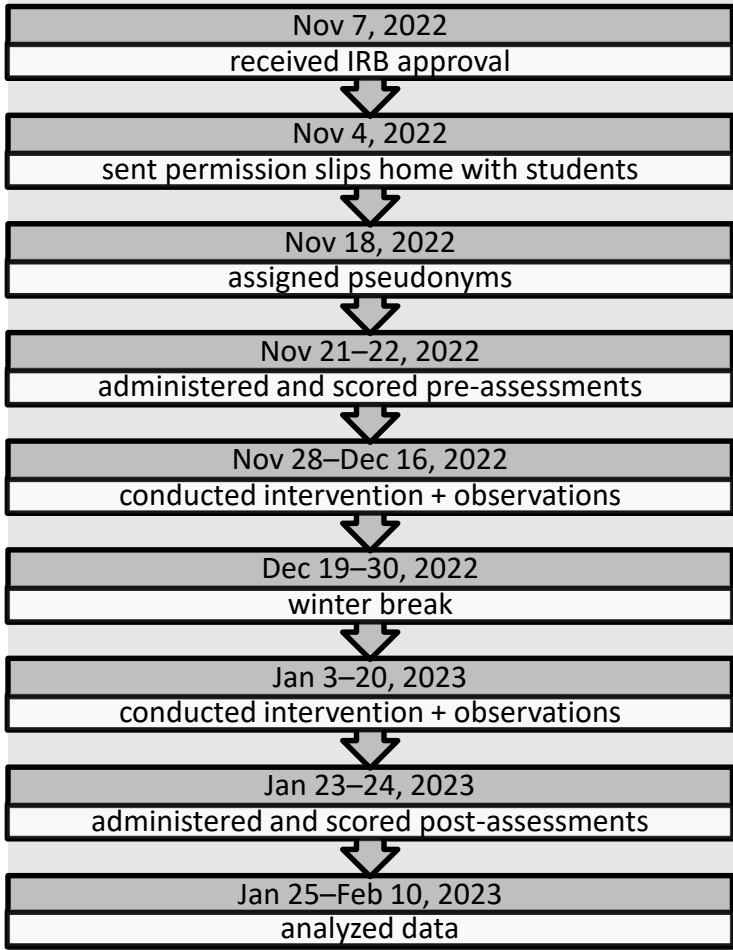 Nov 7, 2022
received IRB approval
Nov 4, 2022
sent permission slips home with students
Nov 18, 2022
assigned pseudonyms
Nov 21–22, 2022
administered and scored pre-assessments
Nov 28–Dec 16, 2022
conducted intervention + observations
Dec 19–30, 2022
winter break
Jan 3–20, 2023
conducted intervention + observations
Jan 23–24, 2023
administered and scored post-assessments
Jan 25–Feb 10, 2023
analyzed data